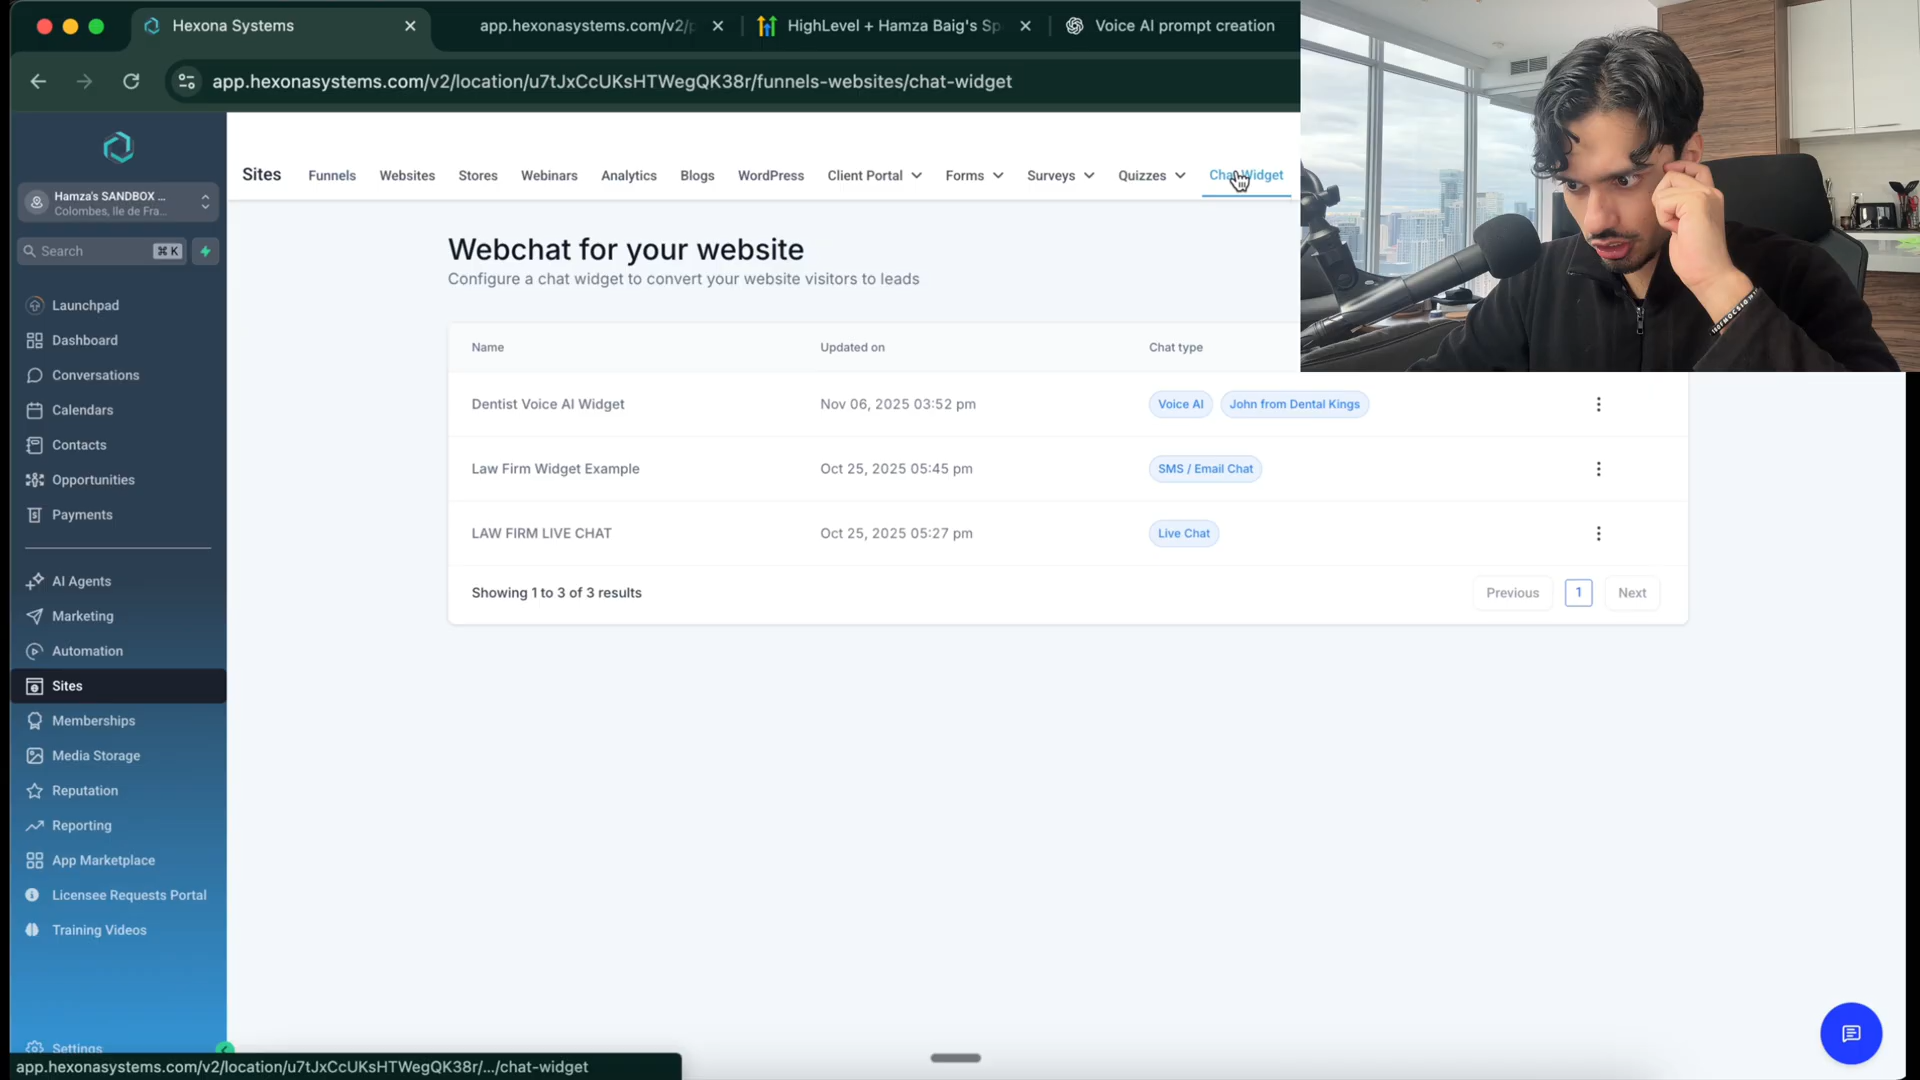 Hexona Systems
app.hexonasystems.com/v2/p
HighLevel + Hamza Baig's Sp
Voice AI prompt creation
app.hexonasystems.com/v2/location/u7tJxCcUKsHTWegQK38r/funnels-websites/chat-widget
Hamza's SANDBOX ...
Colombes, Ile de Fra...
Search
⌘ K
Launchpad
Dashboard
Conversations
Calendars
Contacts
Opportunities
Payments
AI Agents
Marketing
Automation
Sites
Memberships
Media Storage
Reputation
Reporting
App Marketplace
Licensee Requests Portal
Training Videos
Settings
Sites
Funnels
Websites
Stores
Webinars
Analytics
Blogs
WordPress
Client Portal
Forms
Surveys
Quizzes
Chat Widget
Webchat for your website
Configure a chat widget to convert your website visitors to leads
Name Updated on Chat type
Dentist Voice AI Widget Nov 06, 2025 03:52 pm Voice AI John from Dental Kings
Law Firm Widget Example Oct 25, 2025 05:45 pm SMS / Email Chat
LAW FIRM LIVE CHAT Oct 25, 2025 05:27 pm Live Chat
Showing 1 to 3 of 3 results
Previous 1 Next
app.hexonasystems.com/v2/location/u7tJxCcUKsHTWegQK38r/.../chat-widget